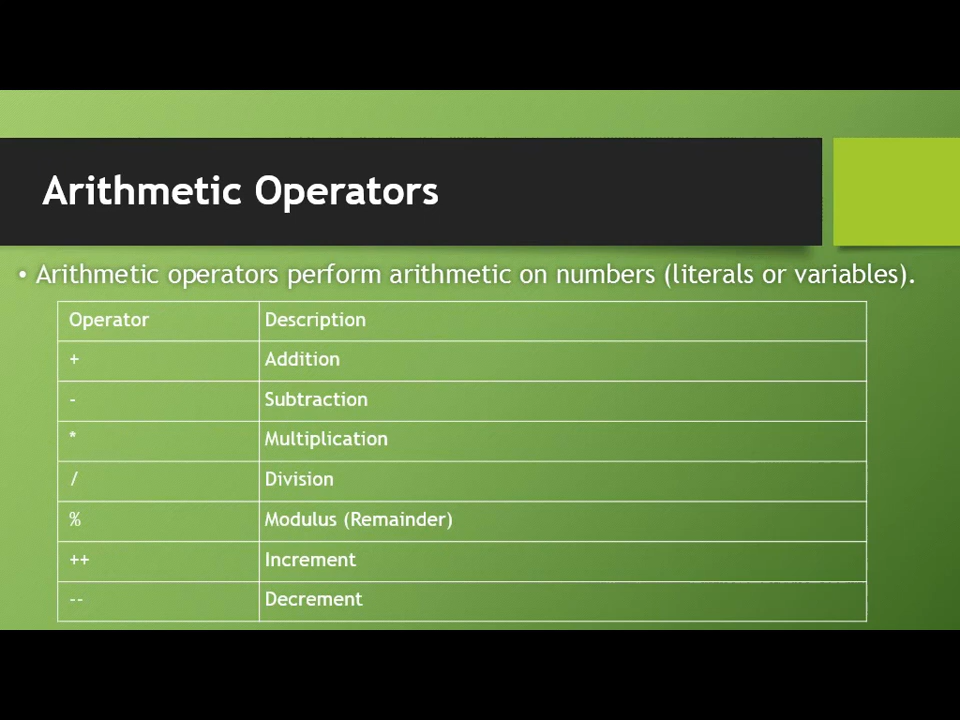 Arithmetic Operators
• Arithmetic operators perform arithmetic on numbers (literals or variables).
Operator Description
+ Addition
- Subtraction
* Multiplication
/ Division
% Modulus (Remainder)
++ Increment
-- Decrement